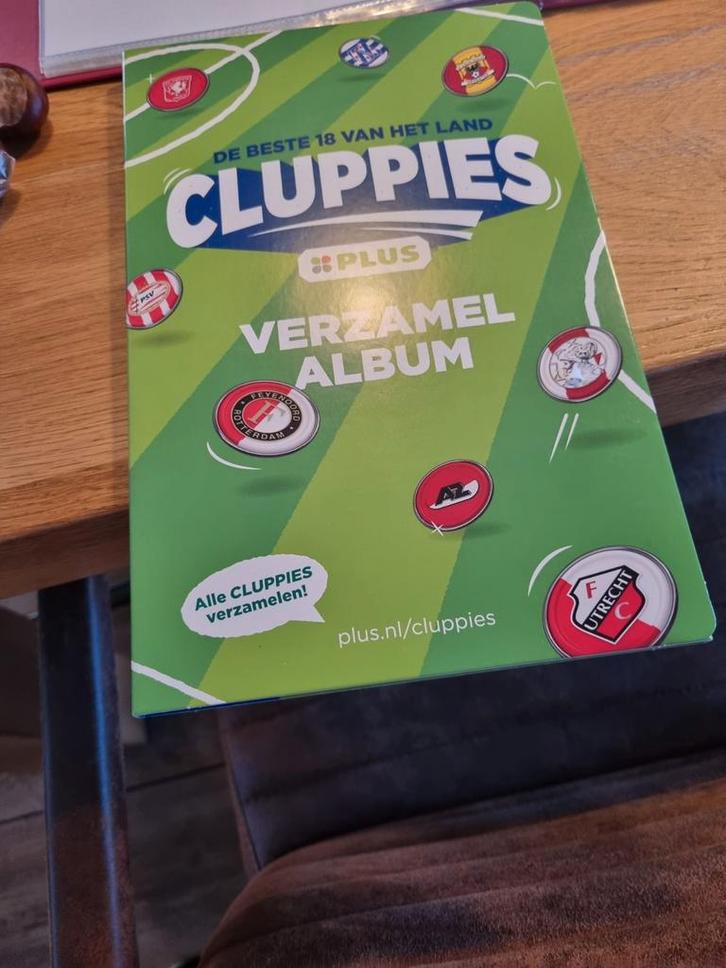 DE BESTE 18 VAN HET LAND
CLUPPIES
PLUS
VERZAMEL
ALBUM
PSV
FEYENOORD
ROTTERDAM
AZ
Alle CLUPPIES
verzamelen!
plus.nl/cluppies
F
UTRECHT
C